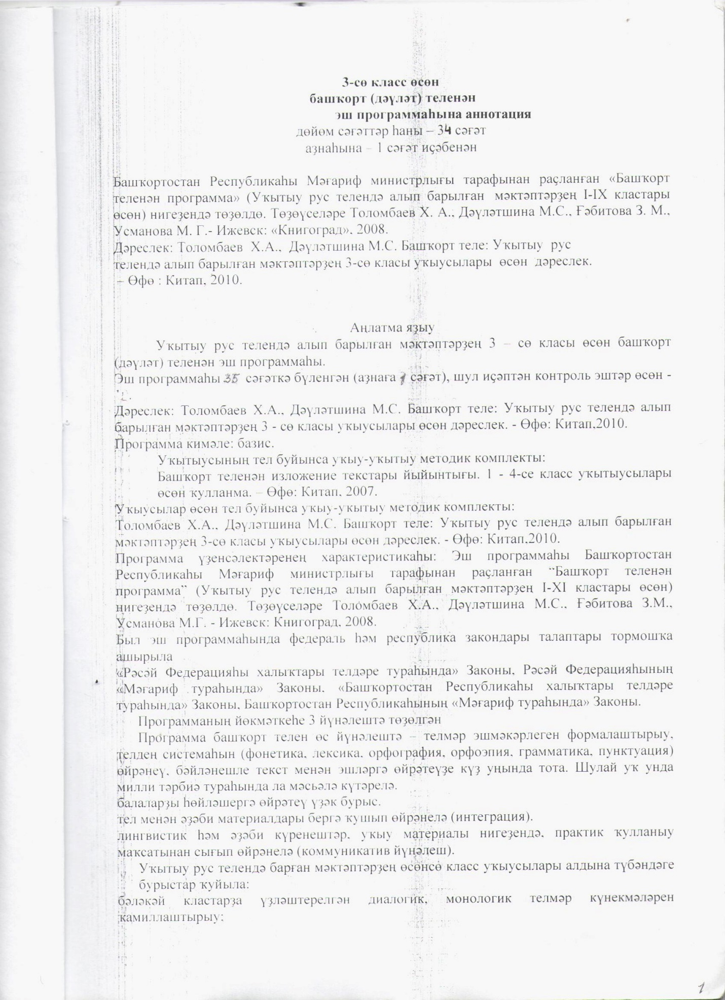 3-сө класс өсөн
башҡорт (дәүләт) теленән
эш программаһына аннотация
дөйөм сәғәттәр һаны – 34 сәғәт
аҙнаһына – 1 сәғәт иҫәбенән
Башҡортостан Республикаһы Мәғариф министрлығы тарафынан раҫланған «Башҡорт
теленән программа» (Уҡытыу рус телендә алып барылған мәктәптәрҙең I-IX кластары
өсөн) нигеҙендә төҙөлдө. Төҙөүселәре Толомбаев Х. А., Дәүләтшина М.С., Ғәбитова З. М.,
Усманова М. Г.- Ижевск: «Книгоград», 2008.
Дәреслек: Толомбаев Х.А., Дәүләтшина М.С. Башҡорт теле: Уҡытыу рус
телендә алып барылған мәктәптәрҙең 3-сө класы уҡыусылары өсөн дәреслек.
– Өфө : Китап, 2010.
Аңлатма яҙыу
Уҡытыу рус телендә алып барылған мәктәптәрҙең 3 – сө класы өсөн башҡорт
(дәүләт) теленән эш программаһы.
Эш программаһы 35 сәғәткә бүленгән (аҙнаға 1 сәғәт), шул иҫәптән контроль эштәр өсөн -
Дәреслек: Толомбаев Х.А., Дәүләтшина М.С. Башҡорт теле: Уҡытыу рус телендә алып
барылған мәктәптәрҙең 3 - сө класы уҡыусылары өсөн дәреслек. - Өфө: Китап,2010.
Программа кимәле: базис.
Уҡытыусының тел буйынса уҡыу-уҡытыу методик комплекты:
Башҡорт теленән изложение текстары йыйынтығы. 1 - 4-се класс уҡытыусылары
өсөн ҡулланма. – Өфө: Китап, 2007.
Уҡыусылар өсөн тел буйынса уҡыу-уҡытыу методик комплекты:
Толомбаев Х.А., Дәүләтшина М.С. Башҡорт теле: Уҡытыу рус телендә алып барылған
мәктәптәрҙең 3-сө класы уҡыусылары өсөн дәреслек. - Өфө: Китап,2010.
Программа үҙенсәлектәренең характеристикаһы: Эш программаһы Башҡортостан
Республикаһы Мәғариф министрлығы тарафынан раҫланған “Башҡорт теленән
программа” (Уҡытыу рус телендә алып барылған мәктәптәрҙең I-XI кластары өсөн)
нигеҙендә төҙөлдө. Төҙөүселәре Толомбаев Х.А., Дәүләтшина М.С., Ғәбитова З.М.,
Усманова М.Г. - Ижевск: Книгоград, 2008.
Был эш программаһында федераль һәм республика закондары талаптары тормошҡа
ашырыла
«Рәсәй Федерацияһы халыҡтары телдәре тураһында» Законы, Рәсәй Федерацияһының
«Мәғариф тураһында» Законы, «Башҡортостан Республикаһы халыҡтары телдәре
тураһында» Законы, Башҡортостан Республикаһының «Мәғариф тураһында» Законы.
Программаның йөкмәткеһе 3 йүнәлештә төҙөлгән
Программа башҡорт телен өс йүнәлештә – телмәр эшмәкәрлеген формалаштырыу,
телдең системаһын (фонетика, лексика, орфография, орфоэпия, грамматика, пунктуация)
өйрәнеү, бәйләнешле текст менән эшләргә өйрәтеүҙе күҙ уңында тота. Шулай уҡ унда
милли тәрбиә тураһында ла мәсьәлә күтәрелә.
балаларҙы һөйләшергә өйрәтеү үҙәк бурыс.
тел менән әҙәби материалдары бергә ҡушып өйрәнелә (интеграция).
лингвистик һәм әҙәби күренештәр, уҡыу материалы нигеҙендә, практик ҡулланыу
маҡсатынан сығып өйрәнелә (коммуникатив йүнәлеш).
Уҡытыу рус телендә барған мәктәптәрҙең өсөнсө класс уҡыусылары алдына түбәндәге
бурыстар ҡуйыла:
бәләкәй кластарҙа үҙләштерелгән диалогик, монологик телмәр күнекмәләрен
ҡамиллаштырыу;
1